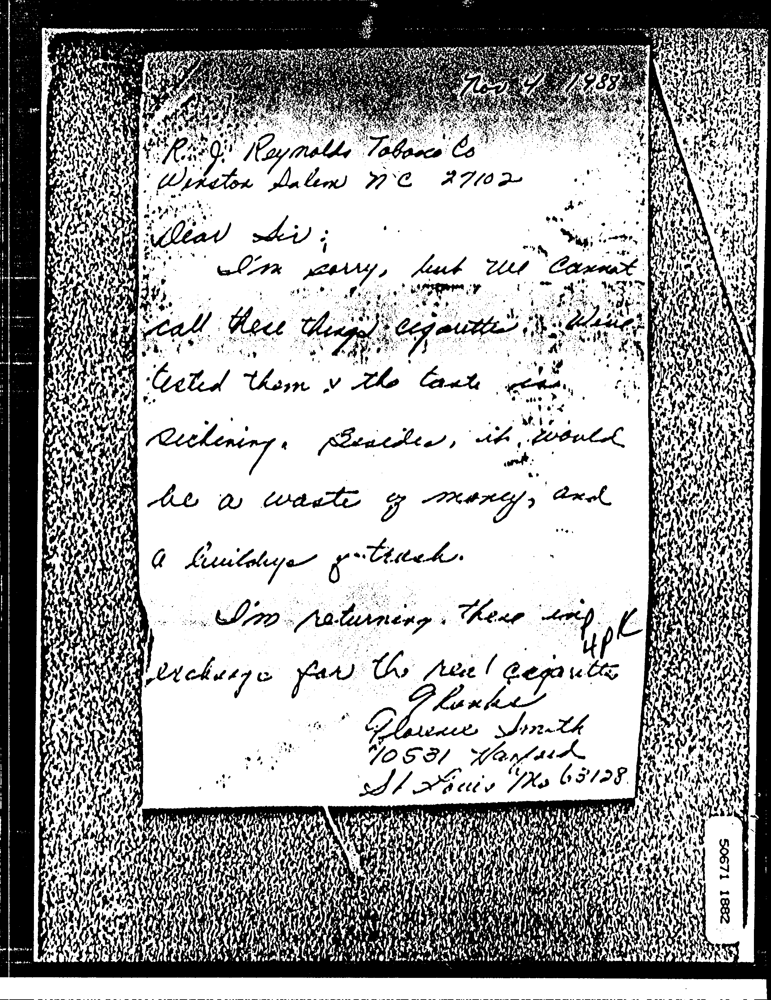 Nov 4 1988
R. J. Reynolds Tobacco Co
Winston Salem NC 27102
Dear Sir;
I'm sorry, but we cannot
call these things cigarettes. We've
tested them & the taste is
sickening. Besides, it would
be a waste of money, and
a buildup of trash.
I'm returning these in
4 pk
exchange for the real cigarettes
Thanks
Florence Smith
10531
St Louis Mo 63128
50671 1882